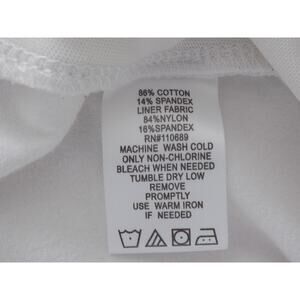 86% COTTON
14% SPANDEX
LINER FABRIC
84%NYLON
16%SPANDEX
RN#110689
MACHINE WASH COLD
ONLY NON-CHLORINE
BLEACH WHEN NEEDED
TUMBLE DRY LOW
REMOVE
PROMPTLY
USE WARM IRON
IF NEEDED